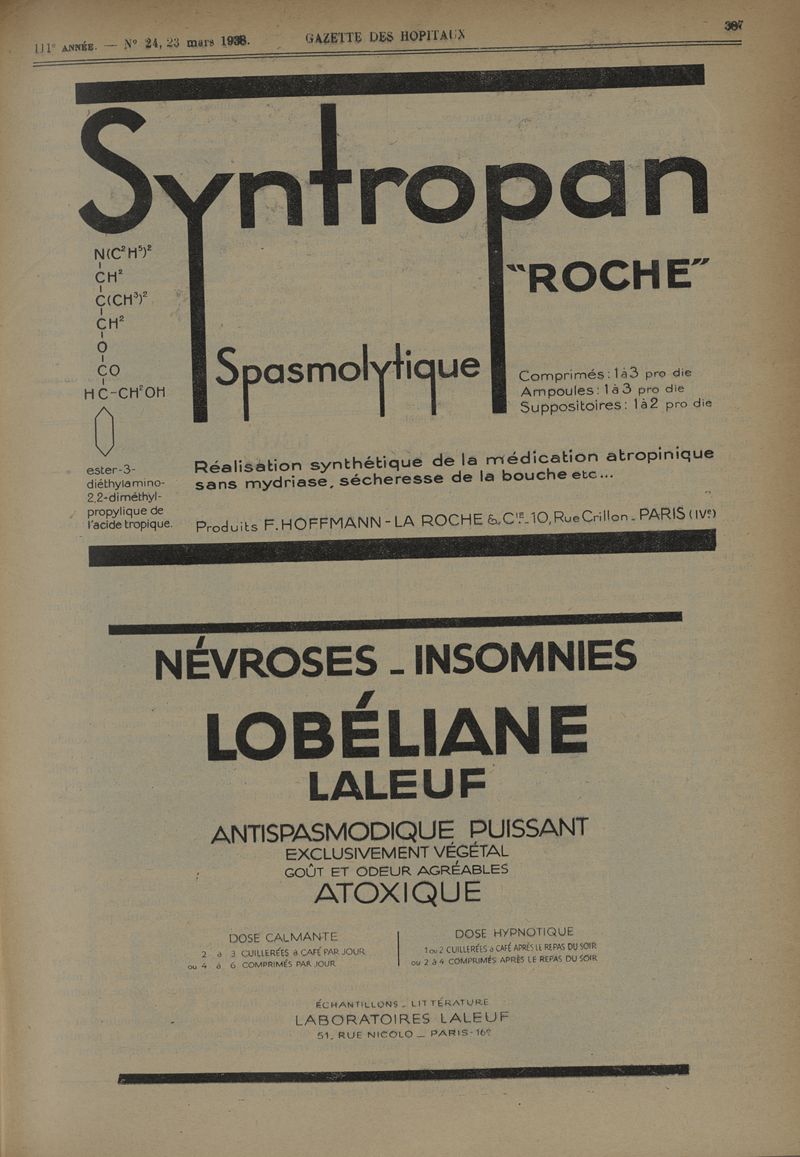 111e ANNÉE. — N° 24, 23 mars 1938.
GAZETTE DES HOPITAUX
387
Syntropan
"ROCHE"
N(C²H⁵)²
CH²
C(CH³)²
CH²
O
CO
HC-CH²OH
ester-3-
diéthylamino-
2,2-diméthyl-
propylique de
l'acide tropique.
Spasmolytique
Comprimés: 1à3 pro die
Ampoules: 1à3 pro die
Suppositoires: 1à2 pro die
Réalisation synthétique de la médication atropinique
sans mydriase, sécheresse de la bouche etc...
Produits F. HOFFMANN-LA ROCHE & CIE_10, Rue Crillon_PARIS (IVe)
NÉVROSES _ INSOMNIES
LOBÉLIANE
LALEUF
ANTISPASMODIQUE PUISSANT
EXCLUSIVEMENT VÉGÉTAL
GOÛT ET ODEUR AGRÉABLES
ATOXIQUE
DOSE CALMANTE
2 à 3 CUILLERÉES à CAFÉ PAR JOUR
ou 4 à 6 COMPRIMÉS PAR JOUR
DOSE HYPNOTIQUE
1 ou 2 CUILLERÉES à CAFÉ APRÈS LE REPAS DU SOIR
ou 2 à 4 COMPRIMÉS APRÈS LE REPAS DU SOIR
ÉCHANTILLONS _ LITTÉRATURE
LABORATOIRES LALEUF
51, RUE NICOLO _ PARIS-16e